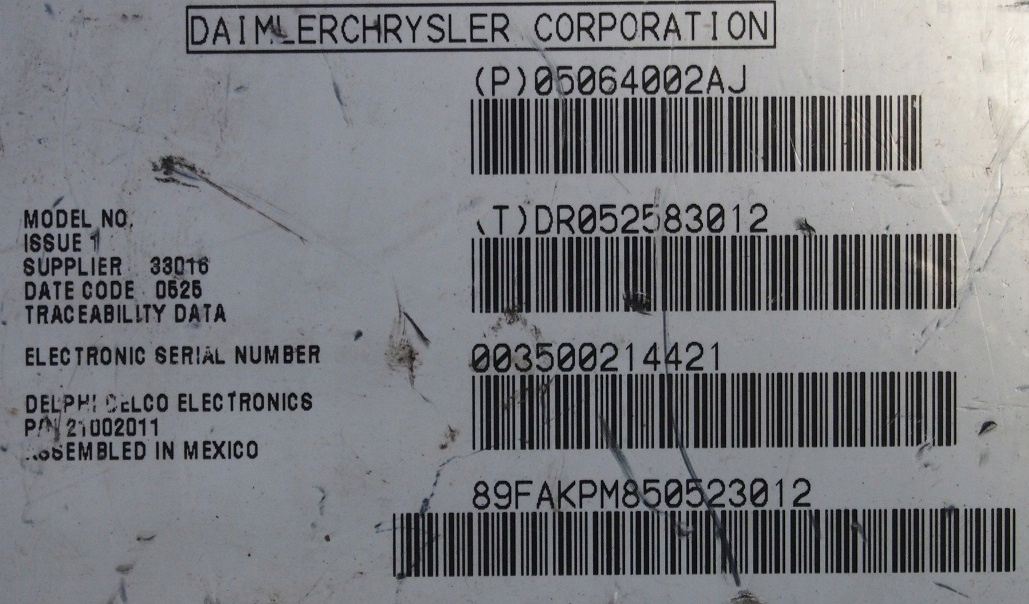 DAIMLERCHRYSLER CORPORATION
(P)05064002AJ
(T)DR052583012
MODEL NO.
ISSUE 1
SUPPLIER 33016
DATE CODE 0525
TRACEABILITY DATA
ELECTRONIC SERIAL NUMBER
003500214421
DELPHI DELCO ELECTRONICS
P/N 21002011
ASSEMBLED IN MEXICO
89FAKPM850523012